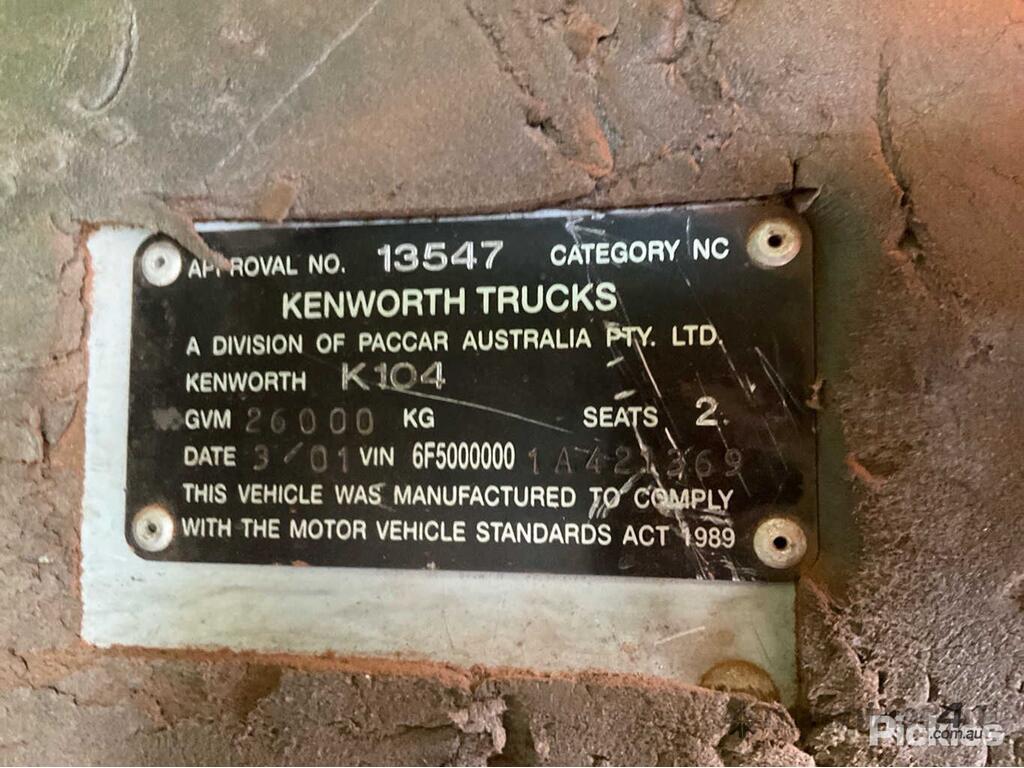 APPROVAL NO. 13547 CATEGORY NC
KENWORTH TRUCKS
A DIVISION OF PACCAR AUSTRALIA PTY. LTD.
KENWORTH K104
GVM 26000 KG SEATS 2
DATE 3/01 VIN 6F5000000 1A421369
THIS VEHICLE WAS MANUFACTURED TO COMPLY
WITH THE MOTOR VEHICLE STANDARDS ACT 1989
Pickles
.com.au